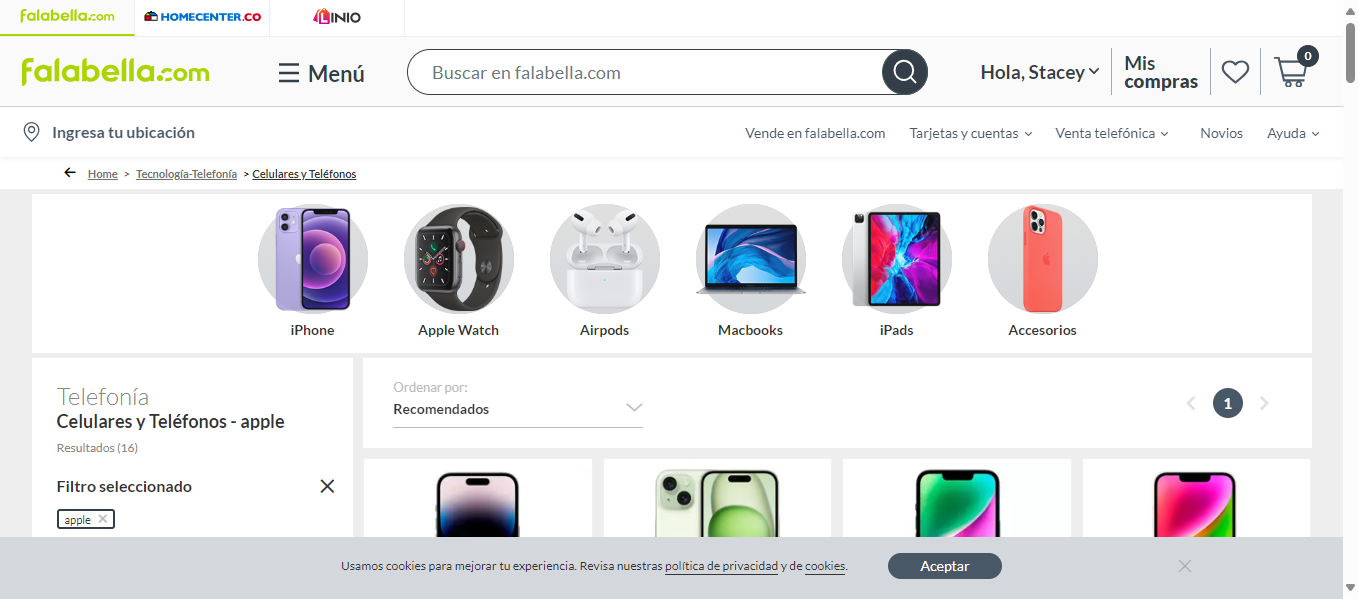 falabella.com
HOMECENTER.CO
LINIO
falabella.com
Menú
Buscar en falabella.com
Hola, Stacey
Mis
compras
0
Ingresa tu ubicación
Vende en falabella.com
Tarjetas y cuentas
Venta telefónica
Novios
Ayuda
Home > Tecnología-Telefonía > Celulares y Teléfonos
iPhone
Apple Watch
Airpods
Macbooks
iPads
Accesorios
Telefonía
Celulares y Teléfonos - apple
Resultados (16)
Filtro seleccionado
apple
Ordenar por:
Recomendados
1
Usamos cookies para mejorar tu experiencia. Revisa nuestras política de privacidad y de cookies.
Aceptar